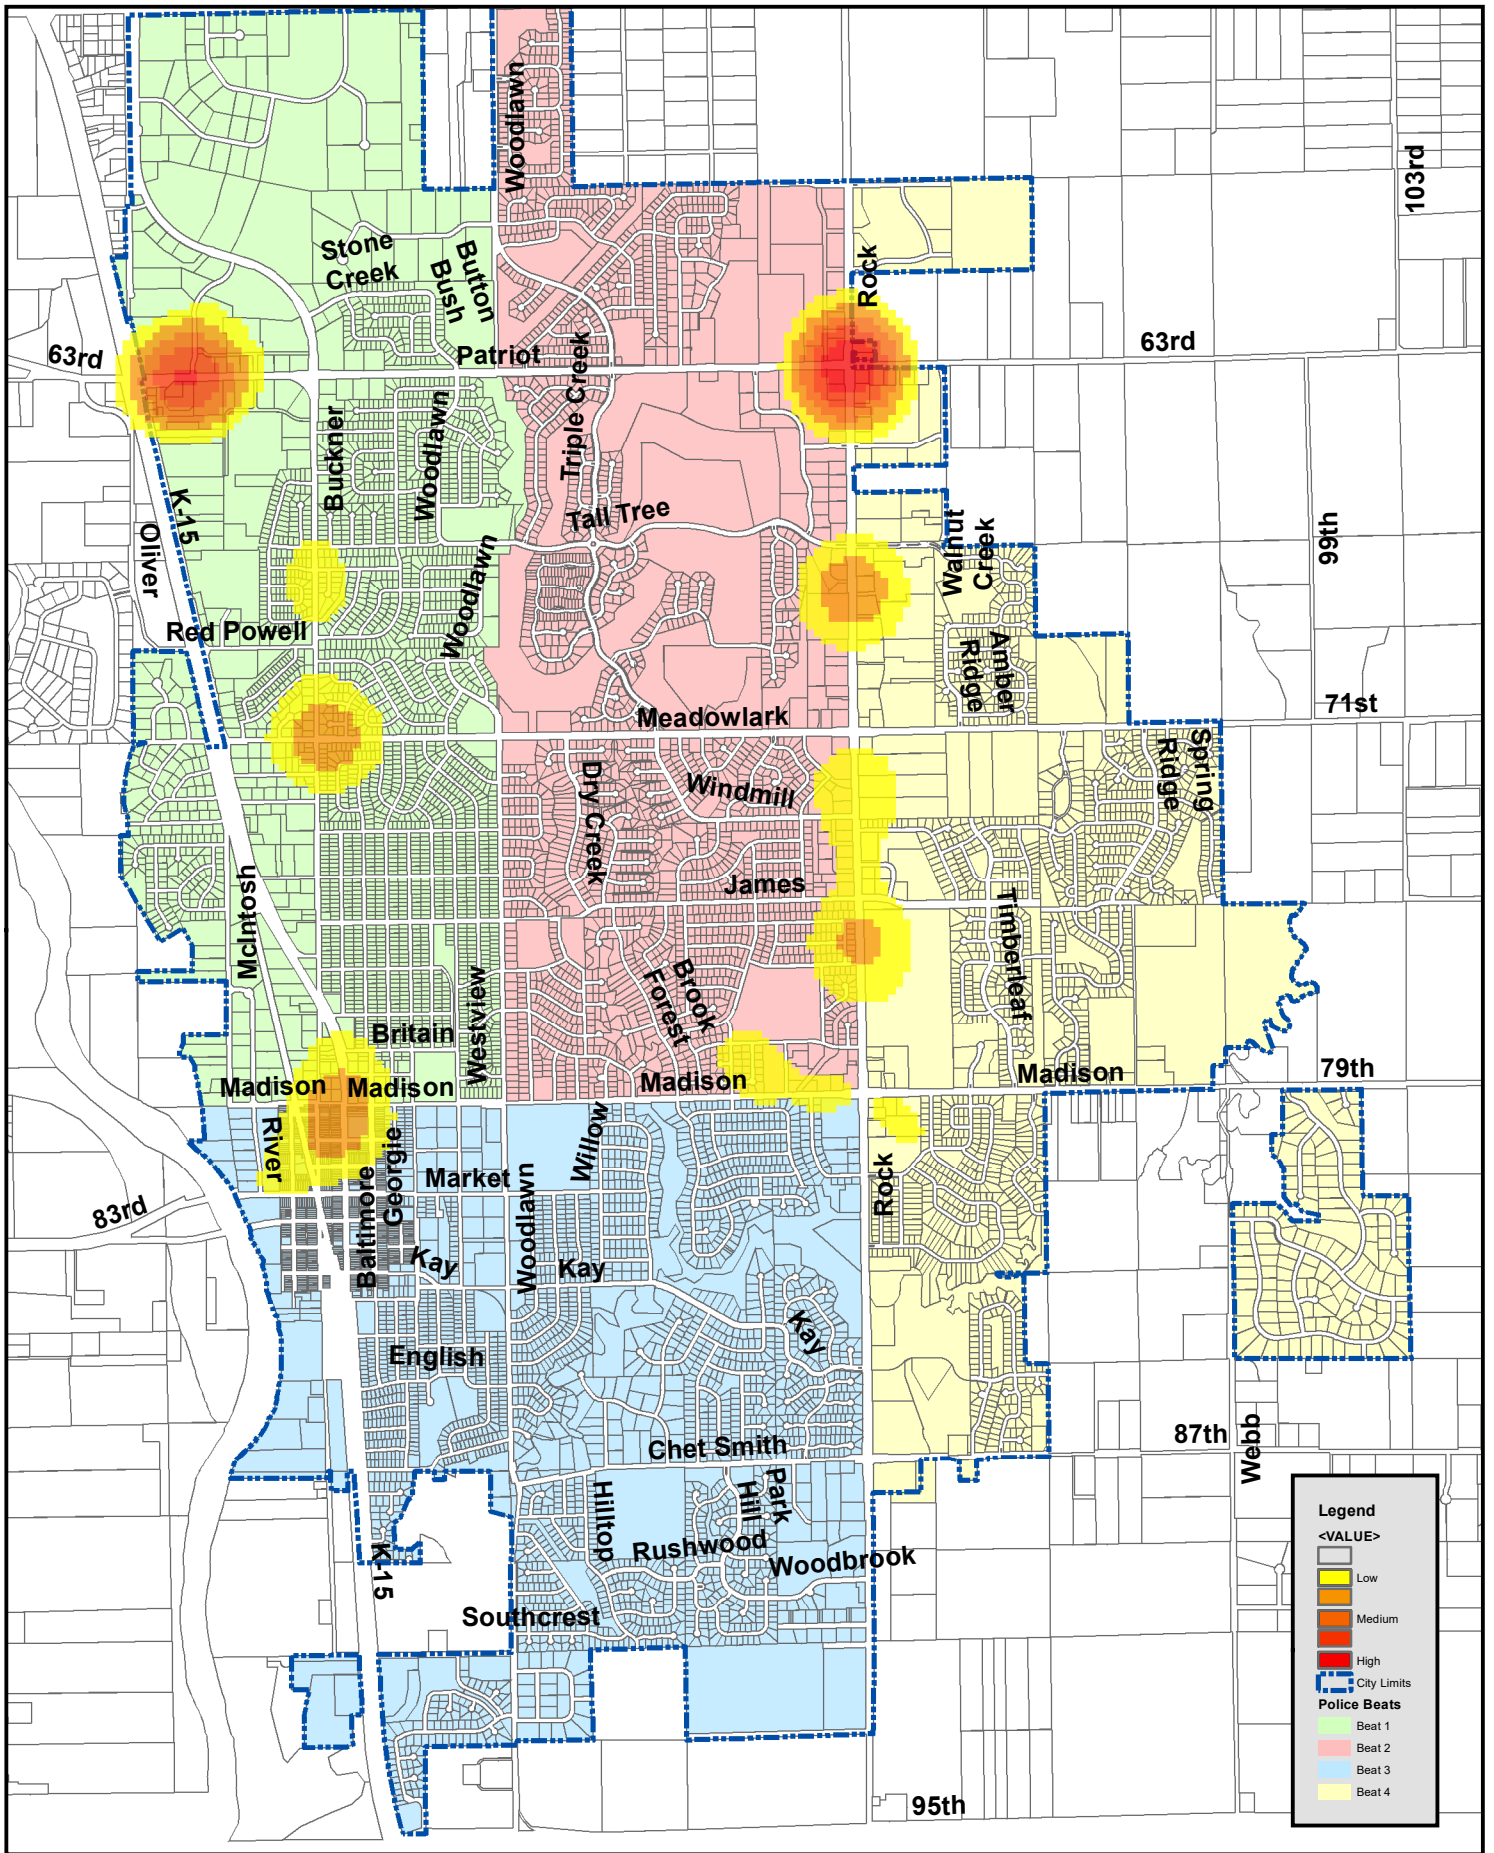 Woodlawn
103rd
Stone
Creek
Button
Bush
Rock
63rd
Patriot
63rd
Triple Creek
Buckner
Woodlawn
K-15
Oliver
Tall Tree
Walnut
Creek
99th
Woodlawn
Red Powell
Amber
Ridge
Meadowlark
71st
Spring
Ridge
Dry Creek
Windmill
James
McIntosh
Timberleaf
Brook
Forest
Westview
Britain
Madison
Madison
Madison
Madison
79th
River
Willow
Georgie
Baltimore
Market
Woodlawn
Rock
83rd
Kay
Kay
Kay
English
Chet Smith
87th
Webb
Hilltop
Park
Hill
Rushwood
Woodbrook
K-15
Southcrest
95th
Legend
<VALUE>
Low
Medium
High
City Limits
Police Beats
Beat 1
Beat 2
Beat 3
Beat 4